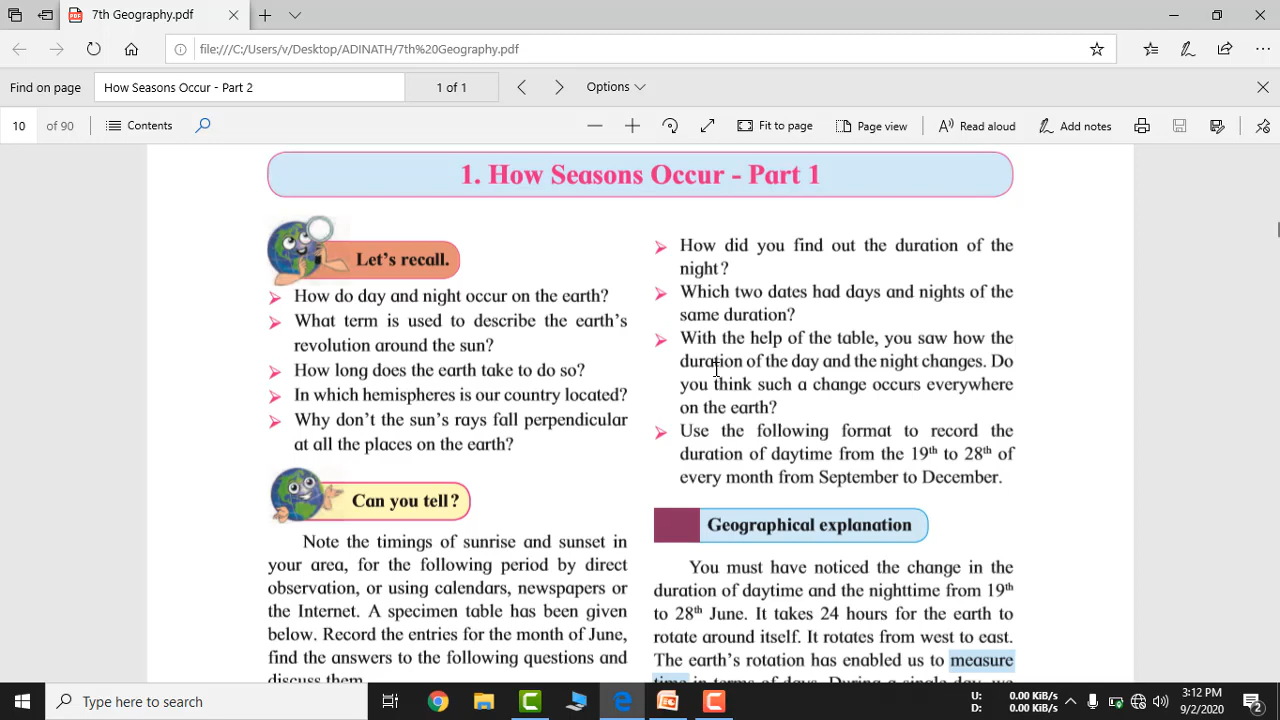 7th Geography.pdf
file:///C:/Users/v/Desktop/ADINATH/7th%20Geography.pdf
Find on page
How Seasons Occur - Part 2
1 of 1
Options
10
of 90
Contents
Fit to page
Page view
Read aloud
Add notes
1. How Seasons Occur - Part 1
Let's recall.
How do day and night occur on the earth?
What term is used to describe the earth's
revolution around the sun?
How long does the earth take to do so?
In which hemispheres is our country located?
Why don't the sun's rays fall perpendicular
at all the places on the earth?
Can you tell?
Note the timings of sunrise and sunset in
your area, for the following period by direct
observation, or using calendars, newspapers or
the Internet. A specimen table has been given
below. Record the entries for the month of June,
find the answers to the following questions and
discuss them.
How did you find out the duration of the
night?
Which two dates had days and nights of the
same duration?
With the help of the table, you saw how the
duration of the day and the night changes. Do
you think such a change occurs everywhere
on the earth?
Use the following format to record the
duration of daytime from the 19th to 28th of
every month from September to December.
Geographical explanation
You must have noticed the change in the
duration of daytime and the nighttime from 19th
to 28th June. It takes 24 hours for the earth to
rotate around itself. It rotates from west to east.
The earth's rotation has enabled us to measure
time in terms of days. During a single day, we
Type here to search
U: 0.00 KiB/s
D: 0.00 KiB/s
3:12 PM
9/2/2020
2